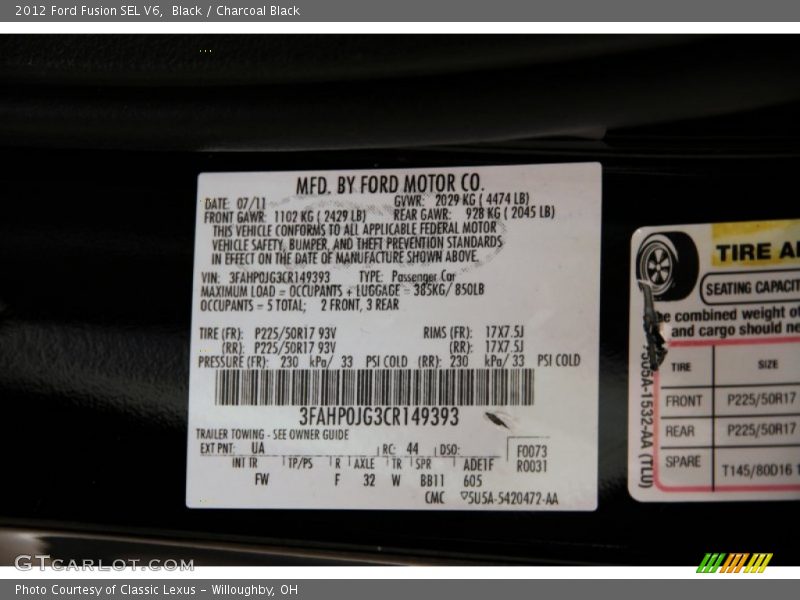 2012 Ford Fusion SEL V6, Black / Charcoal Black
MFD. BY FORD MOTOR CO.
DATE: 07/11 GVWR: 2029 KG ( 4474 LB)
FRONT GAWR: 1102 KG ( 2429 LB) REAR GAWR: 928 KG ( 2045 LB)
THIS VEHICLE CONFORMS TO ALL APPLICABLE FEDERAL MOTOR
VEHICLE SAFETY, BUMPER, AND THEFT PREVENTION STANDARDS
IN EFFECT ON THE DATE OF MANUFACTURE SHOWN ABOVE.
VIN: 3FAHP0JG3CR149393 TYPE: Passenger Car
MAXIMUM LOAD = OCCUPANTS + LUGGAGE = 385KG/ 850LB
OCCUPANTS = 5 TOTAL; 2 FRONT, 3 REAR
TIRE (FR): P225/50R17 93V RIMS (FR): 17X7.5J
(RR): P225/50R17 93V (RR): 17X7.5J
PRESSURE (FR): 230 kPa/ 33 PSI COLD (RR): 230 kPa/ 33 PSI COLD
3FAHP0JG3CR149393
TRAILER TOWING - SEE OWNER GUIDE
EXT PNT: UA RC: 44 DSO: F0073
INT TR TP/PS R AXLE TR SPR ADE1F R0031
FW F 32 W BB11 605
CMC 5U5A-5420472-AA
TIRE A
SEATING CAPACIT
he combined weight of
and cargo should ne
TIRE SIZE
FRONT P225/50R17
REAR P225/50R17
SPARE T145/80D16 1
505A-1532-AA (TLU)
GTCARLOT.COM
Photo Courtesy of Classic Lexus - Willoughby, OH